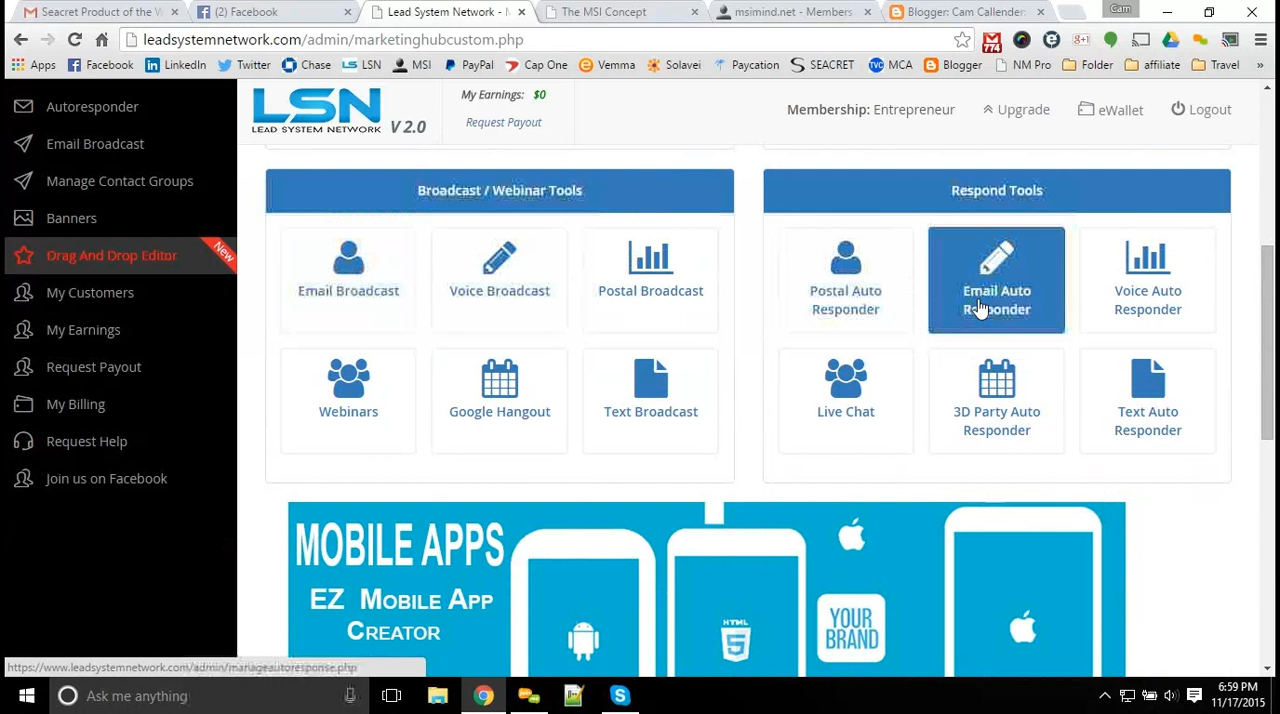 Seacret Product of the W
(2) Facebook
Lead System Network - M
The MSI Concept
msimind.net - Members
Blogger: Cam Callender:
Cam
leadsystemnetwork.com/admin/marketinghubcustom.php
774
g+1
Apps
Facebook
LinkedIn
Twitter
Chase
LSN
MSI
PayPal
Cap One
Vemma
Solavei
Paycation
SEACRET
TVC MCA
Blogger
NM Pro
Folder
affiliate
Travel
»
Autoresponder
Email Broadcast
Manage Contact Groups
Banners
Drag And Drop Editor
New
My Customers
My Earnings
Request Payout
My Billing
Request Help
Join us on Facebook
LSN
LEAD SYSTEM NETWORK
V 2.0
My Earnings: $0
Request Payout
Membership: Entrepreneur
Upgrade
eWallet
Logout
Broadcast / Webinar Tools
Email Broadcast
Voice Broadcast
Postal Broadcast
Webinars
Google Hangout
Text Broadcast
Respond Tools
Postal Auto
Responder
Email Auto
Responder
Voice Auto
Responder
Live Chat
3D Party Auto
Responder
Text Auto
Responder
MOBILE APPS
EZ MOBILE APP
CREATOR
HTML
5
YOUR
BRAND
https://www.leadsystemnetwork.com/admin/manageautoresponse.php
Ask me anything
6:59 PM
11/17/2015